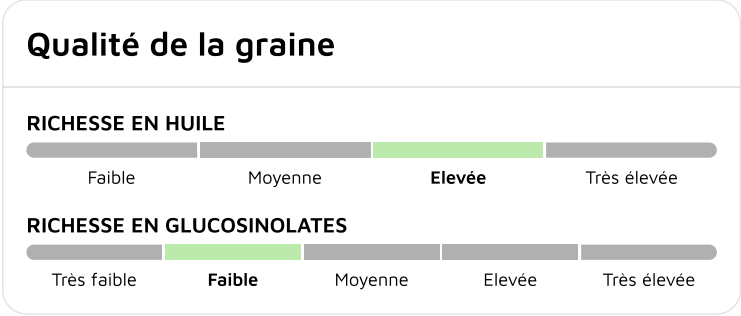 Qualité de la graine
RICHESSE EN HUILE
Faible Moyenne Elevée Très élevée
RICHESSE EN GLUCOSINOLATES
Très faible Faible Moyenne Elevée Très élevée